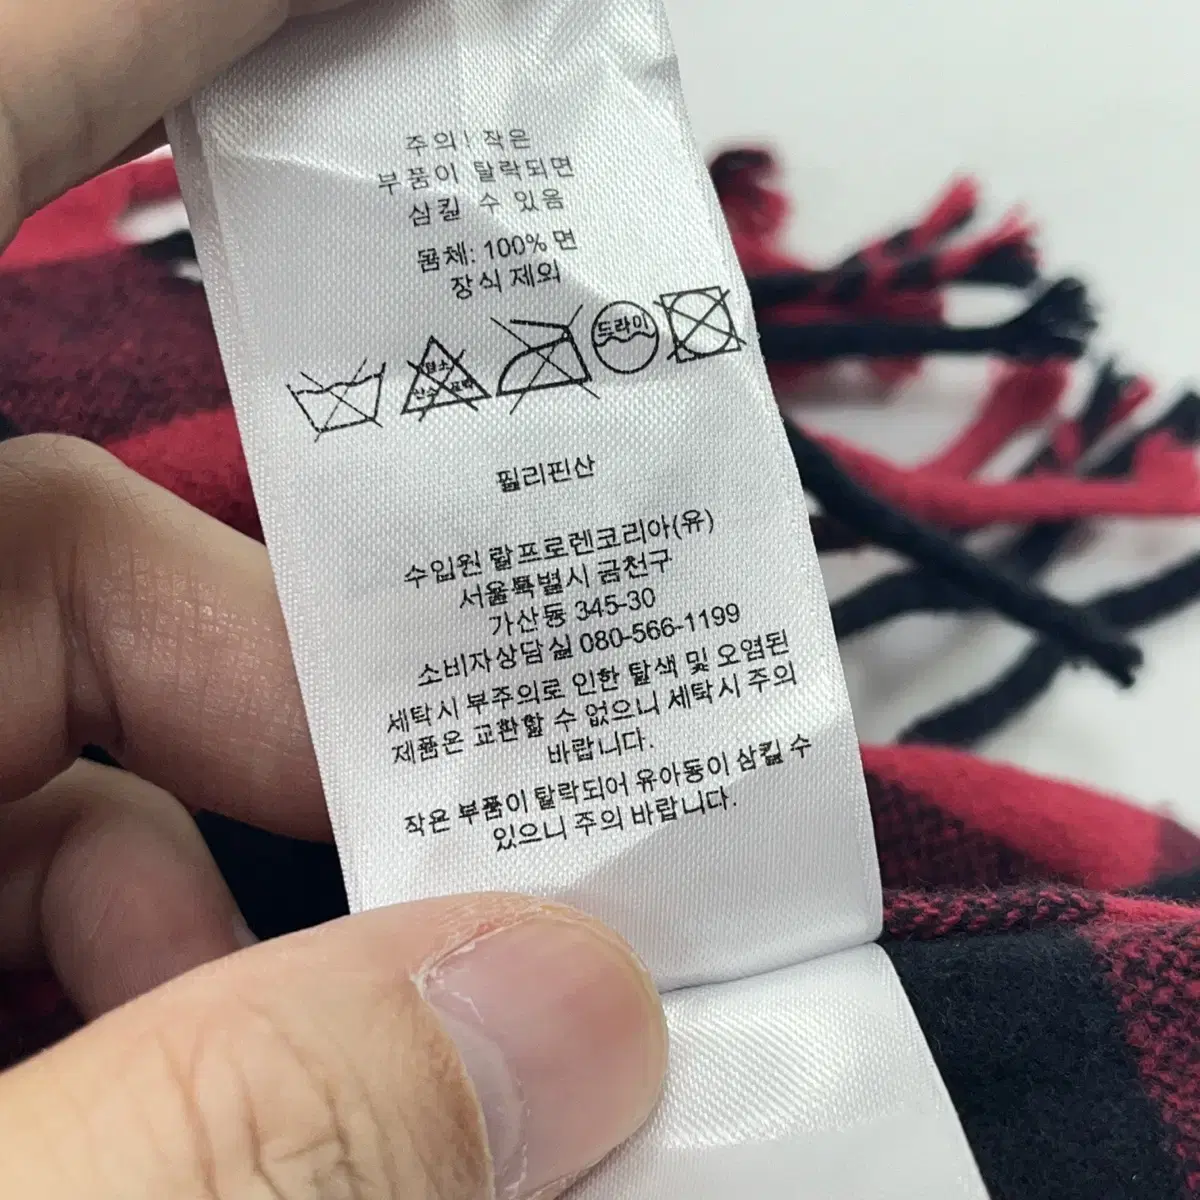 주의! 작은
부품이 탈락되면
삼킬 수 있음
몸체: 100% 면
장식 제외
염소
산소 표백
드라이
필리핀산
수입원 랄프로렌코리아(유)
서울특별시 금천구
가산동 345-30
소비자상담실 080-566-1199
세탁시 부주의로 인한 탈색 및 오염된
제품은 교환할 수 없으니 세탁시 주의
바랍니다.
작은 부품이 탈락되어 유아동이 삼킬 수
있으니 주의 바랍니다.